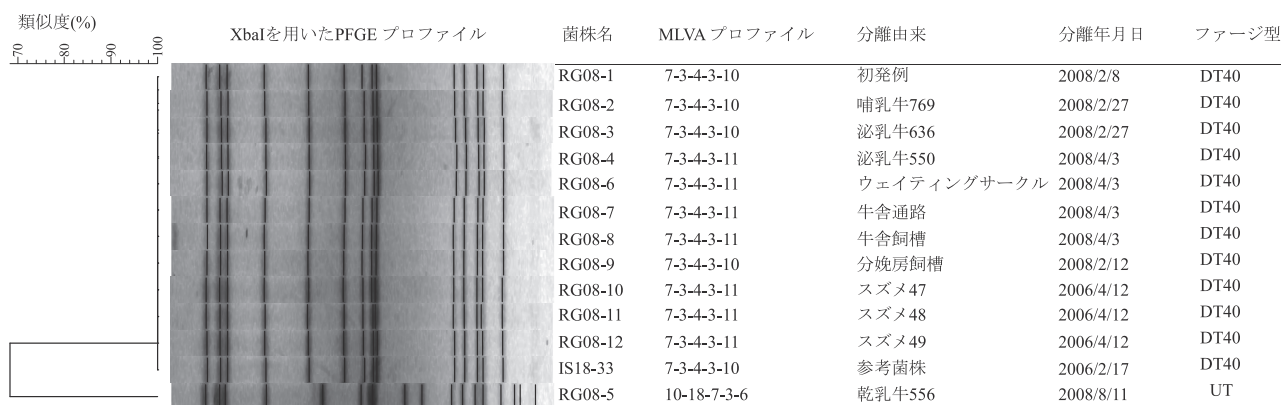 類似度(%)
XbaIを用いたPFGE プロファイル 菌株名 MLVA プロファイル 分離由来 分離年月日 ファージ型
70 80 90 100
RG08-1 7-3-4-3-10 初発例 2008/2/8 DT40
RG08-2 7-3-4-3-10 哺乳牛769 2008/2/27 DT40
RG08-3 7-3-4-3-10 泌乳牛636 2008/2/27 DT40
RG08-4 7-3-4-3-11 泌乳牛550 2008/4/3 DT40
RG08-6 7-3-4-3-11 ウェイティングサークル 2008/4/3 DT40
RG08-7 7-3-4-3-11 牛舎通路 2008/4/3 DT40
RG08-8 7-3-4-3-11 牛舎飼槽 2008/4/3 DT40
RG08-9 7-3-4-3-10 分娩房飼槽 2008/2/12 DT40
RG08-10 7-3-4-3-11 スズメ47 2006/4/12 DT40
RG08-11 7-3-4-3-11 スズメ48 2006/4/12 DT40
RG08-12 7-3-4-3-11 スズメ49 2006/4/12 DT40
IS18-33 7-3-4-3-10 参考菌株 2006/2/17 DT40
RG08-5 10-18-7-3-6 乾乳牛556 2008/8/11 UT